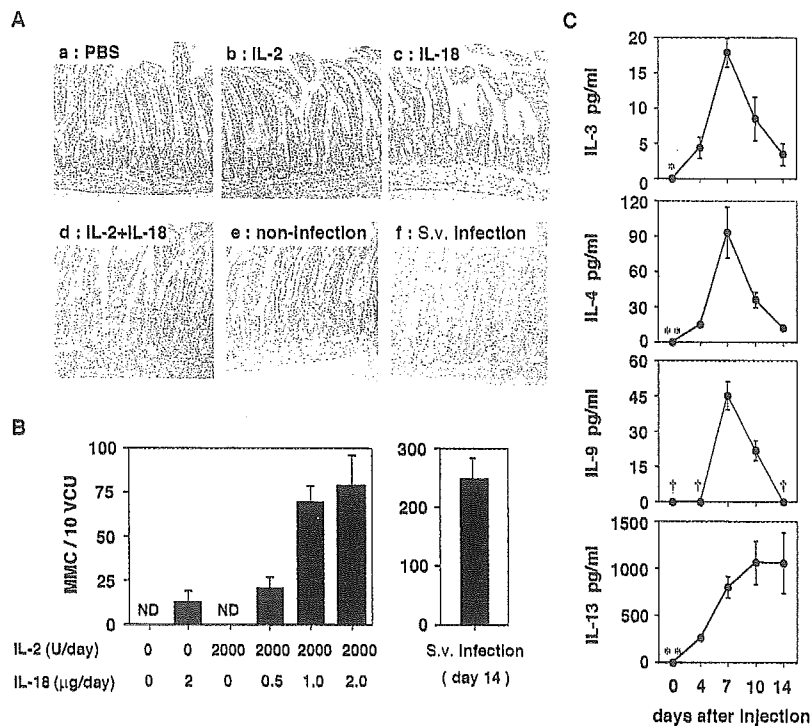 A
a : PBS
b : IL-2
c : IL-18
d : IL-2+IL-18
e : non-infection
f : S.v. infection
B
MMC / 10 VCU
100
75
50
25
0
ND
ND
IL-2 (U/day) 0 0 2000 2000 2000 2000
IL-18 (μg/day) 0 2 0 0.5 1.0 2.0
300
200
100
0
S.v. infection
( day 14 )
C
IL-3 pg/ml
20
15
10
5
0
*
IL-4 pg/ml
120
90
60
30
0
**
IL-9 pg/ml
60
45
30
15
0
† † †
IL-13 pg/ml
1500
1000
500
0
**
0 4 7 10 14
days after injection